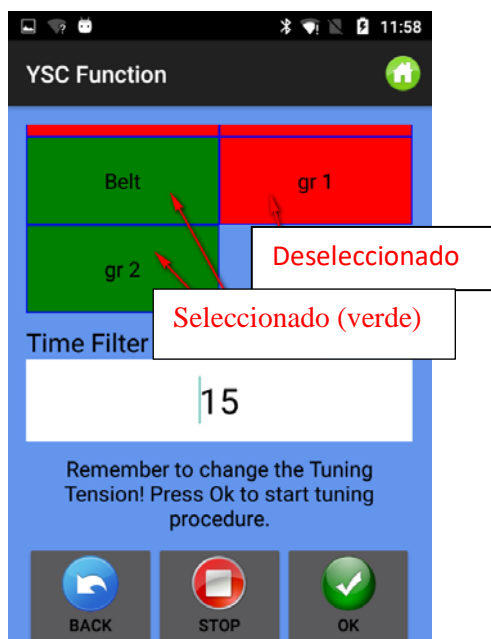 11:58
YSC Function
Belt
gr 1
Deseleccionado
gr 2
Seleccionado (verde)
Time Filter
15
Remember to change the Tuning
Tension! Press Ok to start tuning
procedure.
BACK
STOP
OK